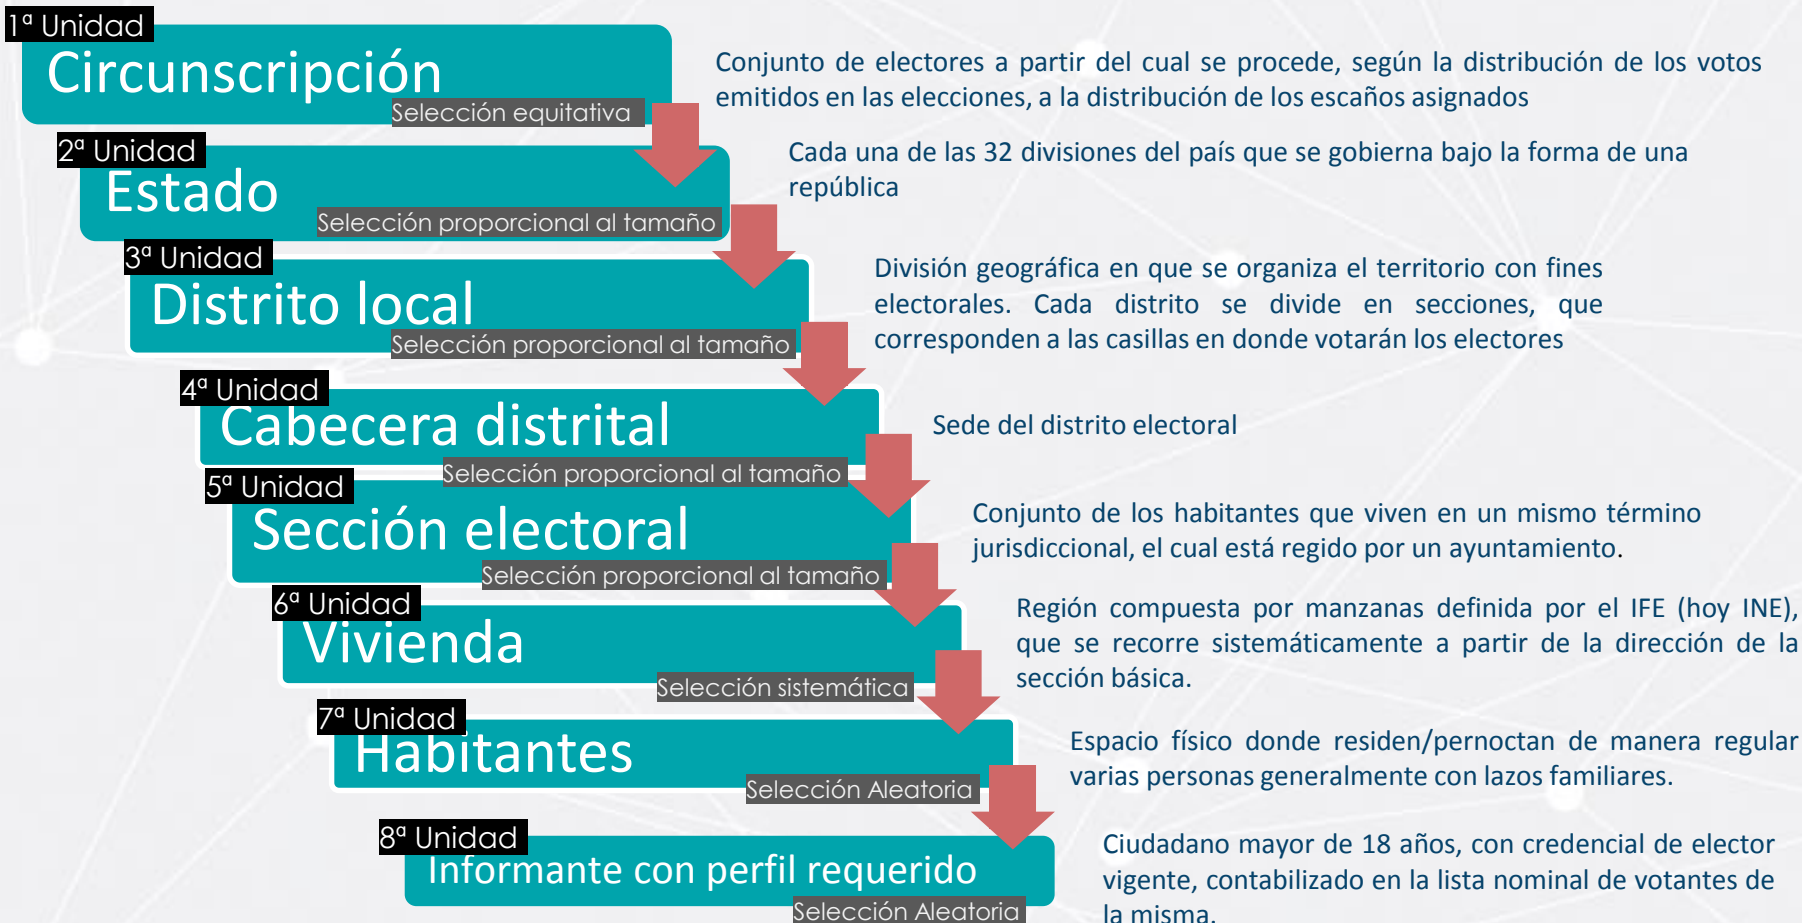 1ª Unidad
Circunscripción
Selección equitativa
Conjunto de electores a partir del cual se procede, según la distribución de los votos
emitidos en las elecciones, a la distribución de los escaños asignados
2ª Unidad
Estado
Selección proporcional al tamaño
Cada una de las 32 divisiones del país que se gobierna bajo la forma de una
república
3ª Unidad
Distrito local
Selección proporcional al tamaño
División geográfica en que se organiza el territorio con fines
electorales. Cada distrito se divide en secciones, que
corresponden a las casillas en donde votarán los electores
4ª Unidad
Cabecera distrital
Selección proporcional al tamaño
Sede del distrito electoral
5ª Unidad
Sección electoral
Selección proporcional al tamaño
Conjunto de los habitantes que viven en un mismo término
jurisdiccional, el cual está regido por un ayuntamiento.
6ª Unidad
Vivienda
Selección sistemática
Región compuesta por manzanas definida por el IFE (hoy INE),
que se recorre sistemáticamente a partir de la dirección de la
sección básica.
7ª Unidad
Habitantes
Selección Aleatoria
Espacio físico donde residen/pernoctan de manera regular
varias personas generalmente con lazos familiares.
8ª Unidad
Informante con perfil requerido
Selección Aleatoria
Ciudadano mayor de 18 años, con credencial de elector
vigente, contabilizado en la lista nominal de votantes de
la misma.